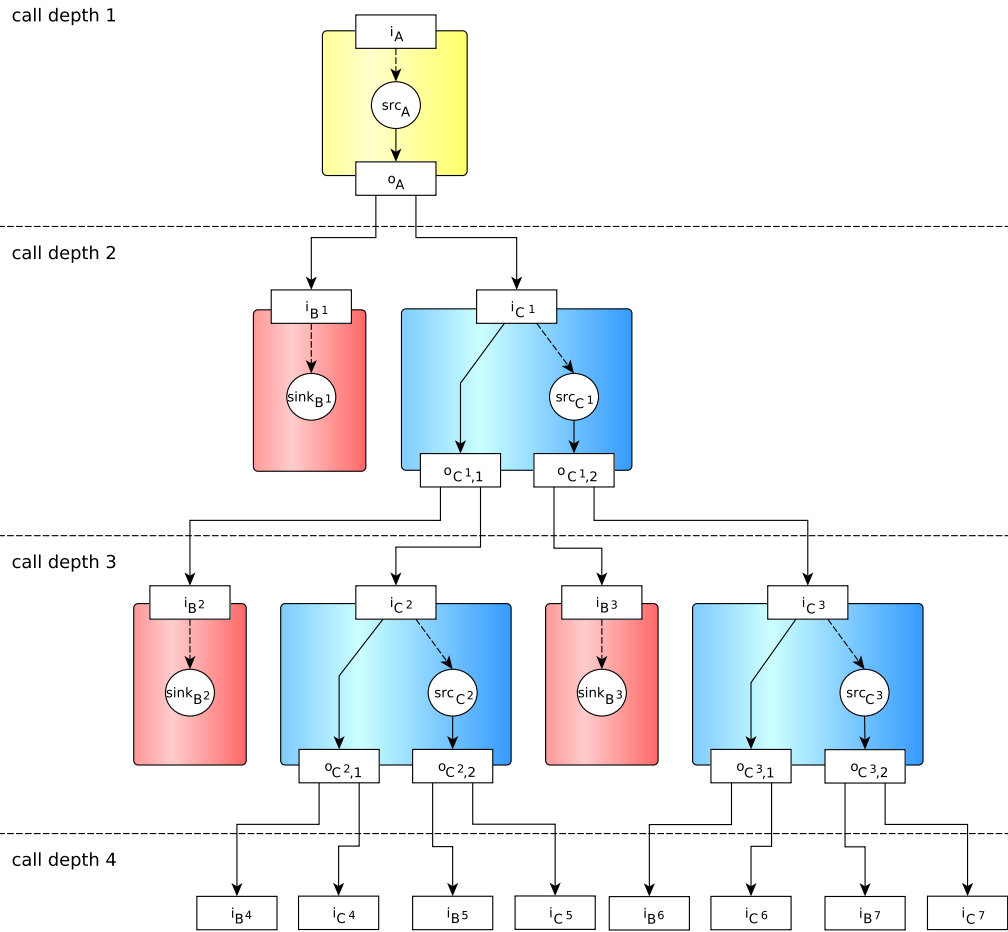 call depth 1
iA
srcA
oA
call depth 2
iB1
iC1
sinkB1
srcC1
oC1,1
oC1,2
call depth 3
iB2
iC2
iB3
iC3
sinkB2
srcC2
sinkB3
srcC3
oC2,1
oC2,2
oC3,1
oC3,2
call depth 4
iB4
iC4
iB5
iC5
iB6
iC6
iB7
iC7